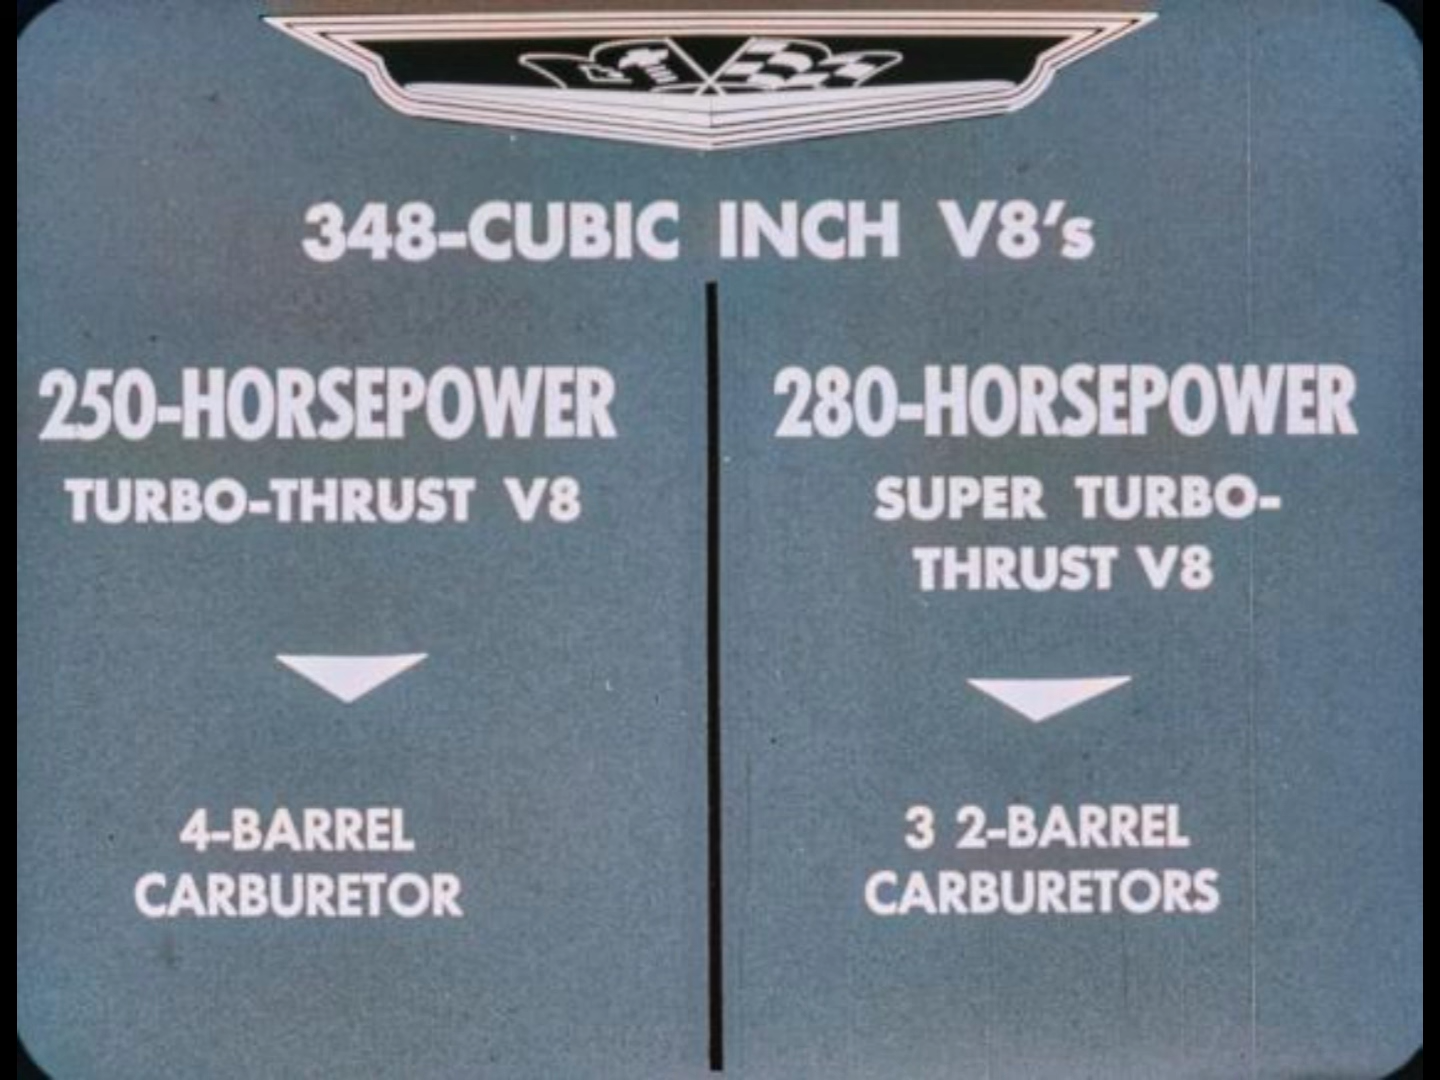 348-CUBIC INCH V8's
250-HORSEPOWER
TURBO-THRUST V8
4-BARREL
CARBURETOR
280-HORSEPOWER
SUPER TURBO-
THRUST V8
3 2-BARREL
CARBURETORS